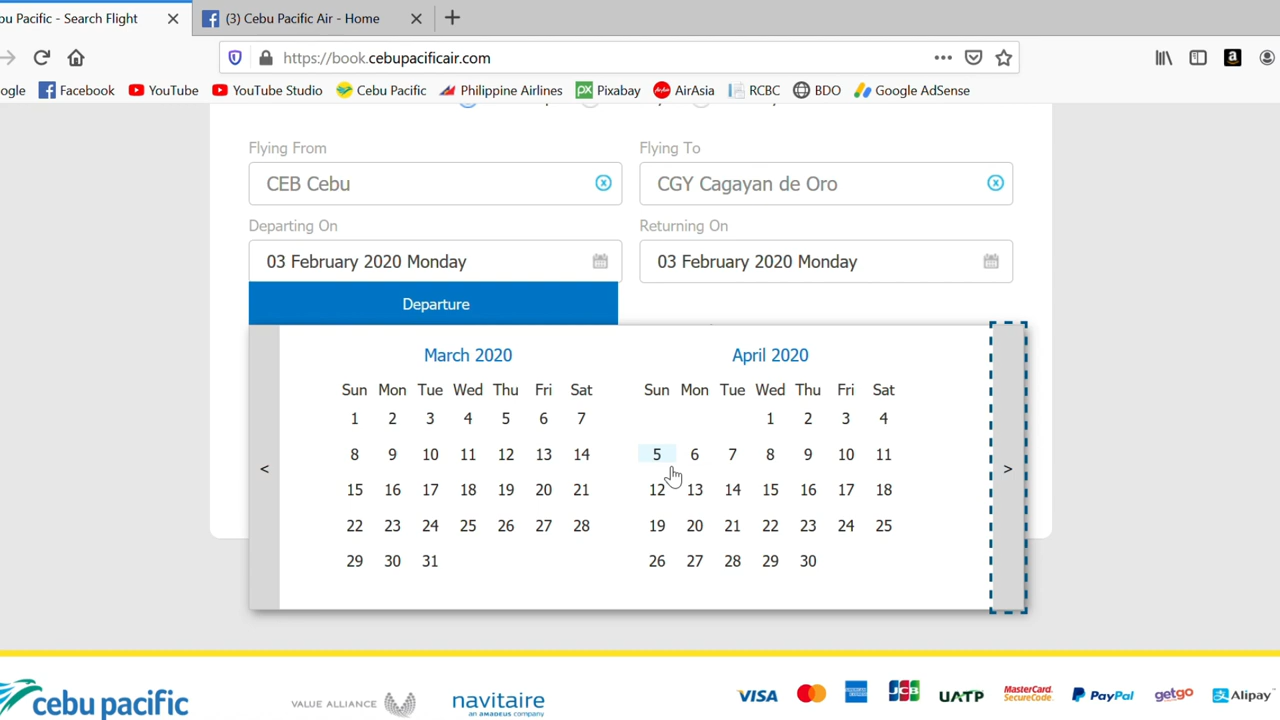 bu Pacific - Search Flight
(3) Cebu Pacific Air - Home
https://book.cebupacificair.com
ogle Facebook YouTube YouTube Studio Cebu Pacific Philippine Airlines Pixabay AirAsia RCBC BDO Google AdSense
Flying From Flying To
CEB Cebu CGY Cagayan de Oro
Departing On Returning On
03 February 2020 Monday 03 February 2020 Monday
Departure
March 2020 April 2020
Sun Mon Tue Wed Thu Fri Sat Sun Mon Tue Wed Thu Fri Sat
1 2 3 4 5 6 7 1 2 3 4
8 9 10 11 12 13 14 5 6 7 8 9 10 11
< >
15 16 17 18 19 20 21 12 13 14 15 16 17 18
22 23 24 25 26 27 28 19 20 21 22 23 24 25
29 30 31 26 27 28 29 30
cebu pacific VALUE ALLIANCE navitaire VISA MasterCard AMERICAN EXPRESS JCB UATP MasterCard. SecureCode. PayPal getgo Alipay
an amadeus company